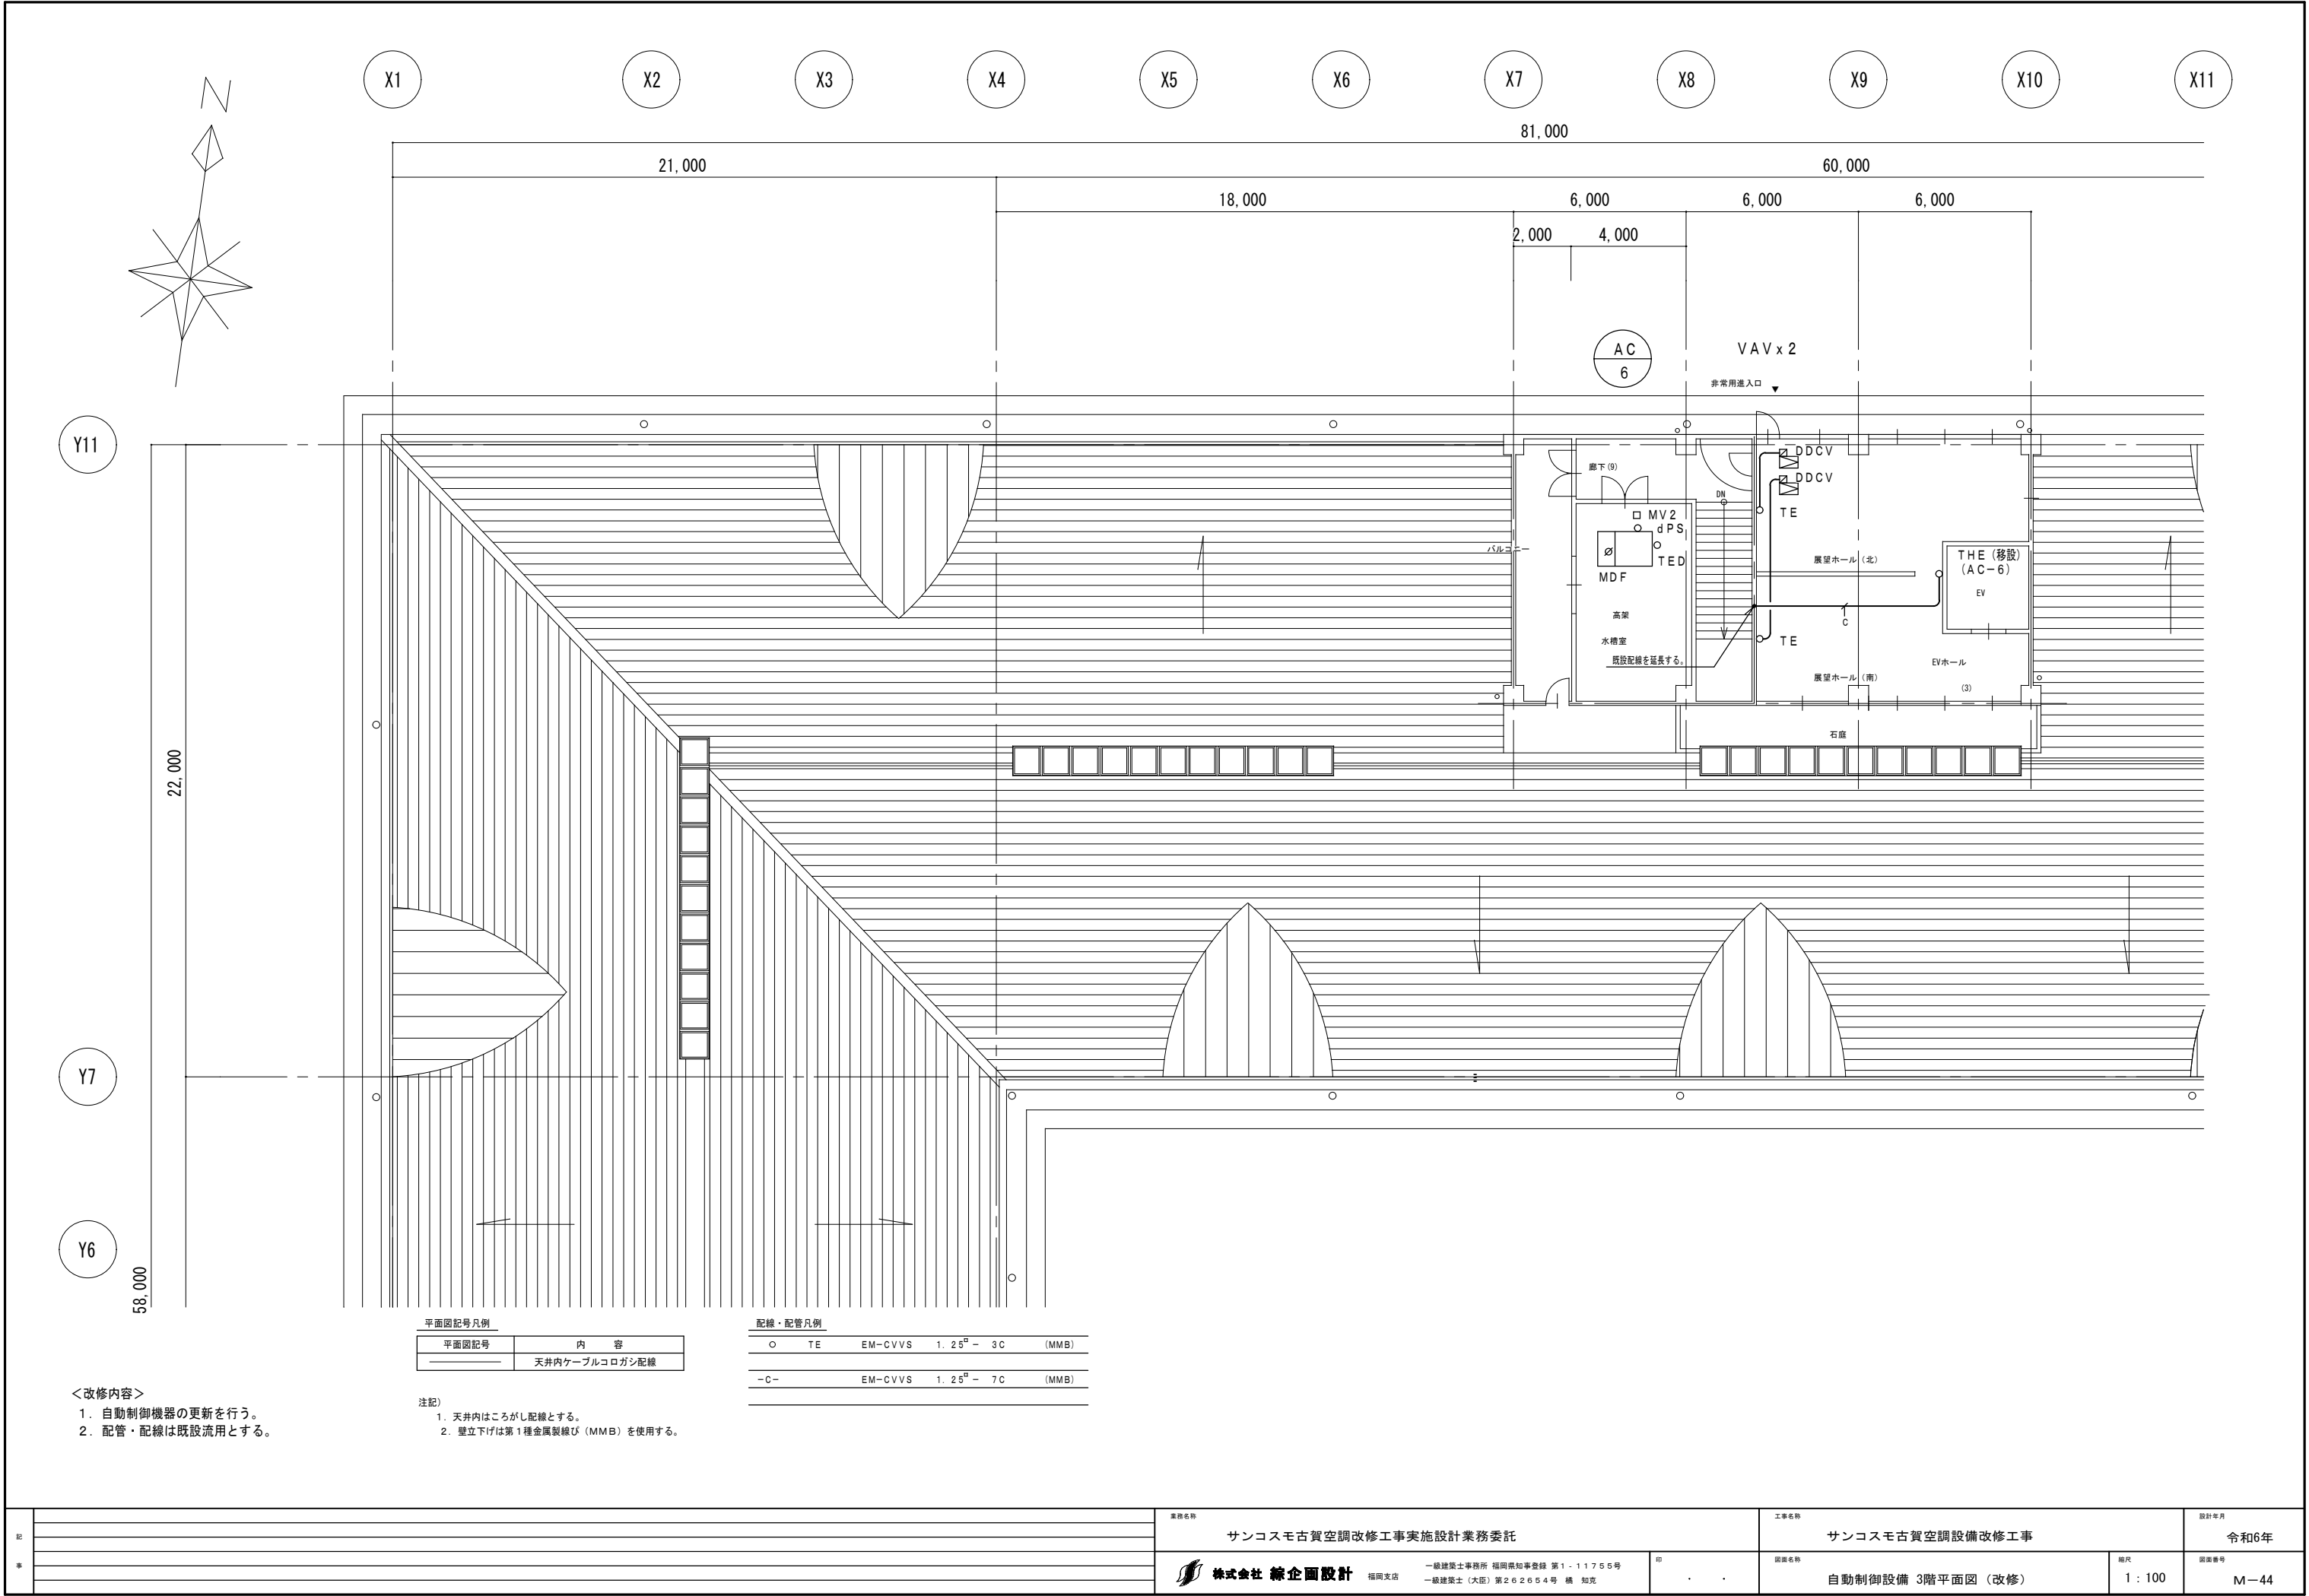 N
X1 X2 X3 X4 X5 X6 X7 X8 X9 X10 X11
81,000
21,000 60,000
18,000 6,000 6,000 6,000
2,000 4,000
AC
6
VAVx2
非常用進入口
Y11
DDCV
廊下(9)
DDCV
DN
TE
MV2
dPS
バルコニー
TED
MDF
展望ホール(北)
THE(移設)
(AC-6)
EV
高架
水槽室
C
TE
既設配線を延長する。
EVホール
展望ホール(南)
(3)
石庭
22,000
Y7
Y6
58,000
平面図記号凡例
平面図記号 内 容
天井内ケーブルコロガシ配線
配線・配管凡例
○ TE EM-CVVS 1.25□- 3C (MMB)
-C- EM-CVVS 1.25□- 7C (MMB)
<改修内容>
1. 自動制御機器の更新を行う。
2. 配管・配線は既設流用とする。
注記)
1. 天井内はころがし配線とする。
2. 壁立下げは第1種金属製線ぴ(MMB)を使用する。
記
事
業務名称
サンコスモ古賀空調改修工事実施設計業務委託
工事名称
サンコスモ古賀空調設備改修工事
設計年月
令和6年
株式会社 綜企画設計 福岡支店
一級建築士事務所 福岡県知事登録 第1-11755号
一級建築士(大臣)第262654号 橘 知克
印
・ ・
図面名称
自動制御設備 3階平面図(改修)
縮尺
1:100
図面番号
M-44